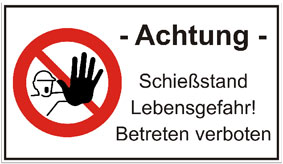 - Achtung -
Schießstand
Lebensgefahr!
Betreten verboten